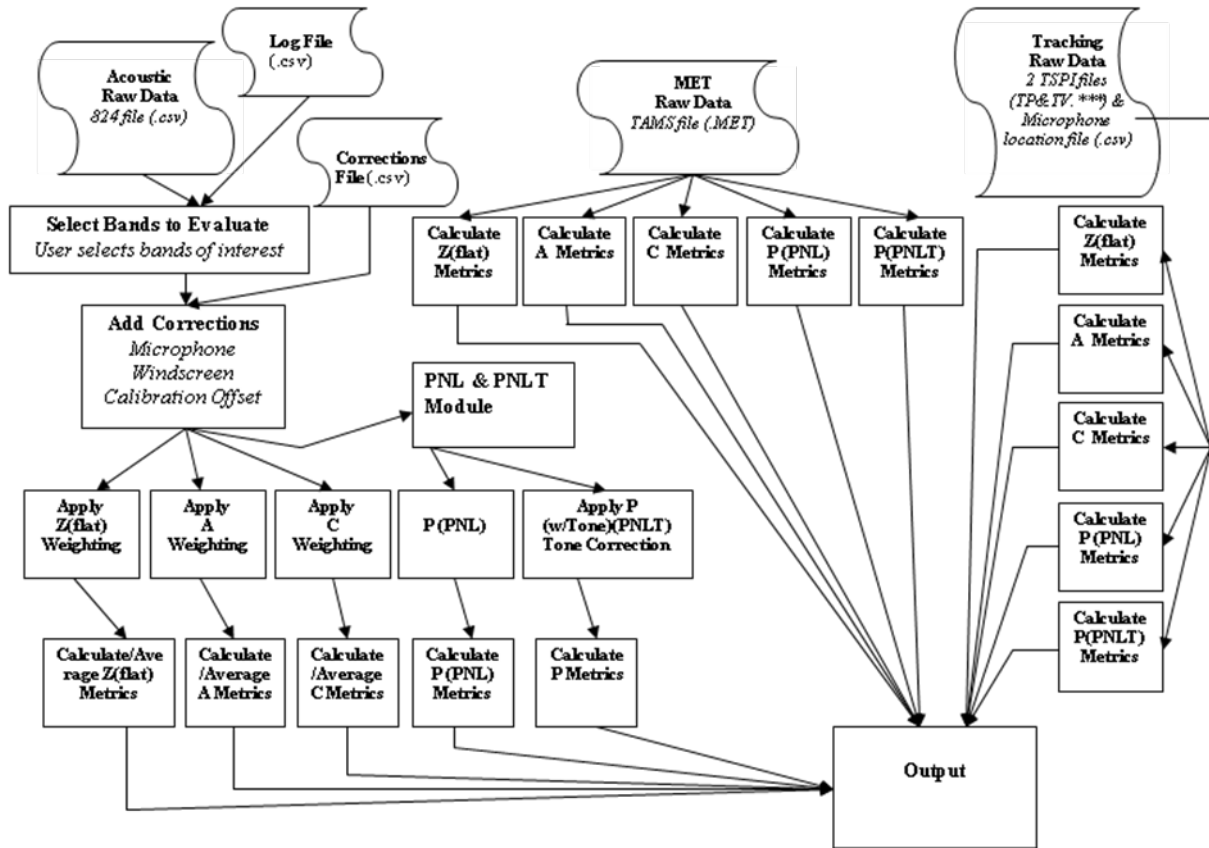 Acoustic
Raw Data
824 file (.csv)
Log File
(.csv)
Corrections
File (.csv)
MET
Raw Data
TAMS file (.MET)
Tracking
Raw Data
2 TSPI files
(TP&TV. ***) &
Microphone
location file (.csv)
Select Bands to Evaluate
User selects bands of interest
Add Corrections
Microphone
Windscreen
Calibration Offset
PNL & PNLT
Module
Calculate
Z(flat)
Metrics
Calculate
A Metrics
Calculate
C Metrics
Calculate
P (PNL)
Metrics
Calculate
P(PNLT)
Metrics
Calculate
Z(flat)
Metrics
Calculate
A Metrics
Calculate
C Metrics
Calculate
P (PNL)
Metrics
Calculate
P(PNLT)
Metrics
Apply
Z(flat)
Weighting
Apply
A
Weighting
Apply
C
Weighting
P (PNL)
Apply P
(w/Tone)(PNLT)
Tone Correction
Calculate/Ave
rage Z(flat)
Metrics
Calculate
/Average
A Metrics
Calculate
/Average
C Metrics
Calculate
P (PNL)
Metrics
Calculate
P Metrics
Output